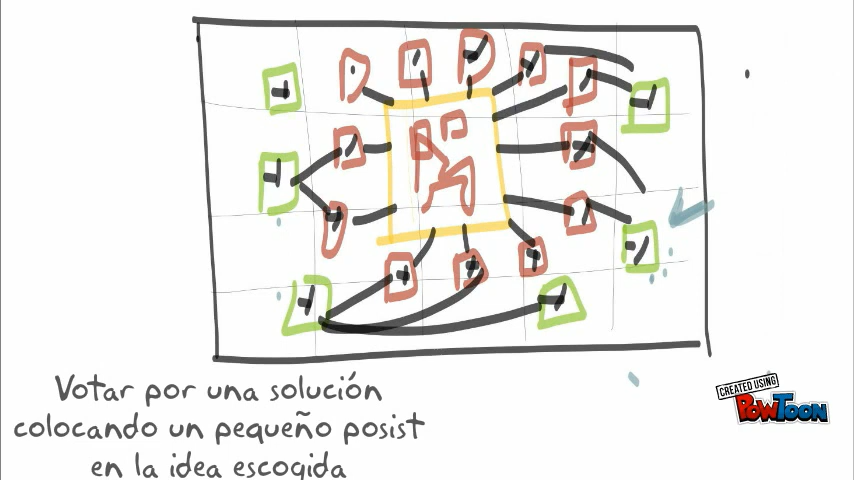 Votar por una solución
colocando un pequeño posist
en la idea escogida
CREATED USING
PowToon